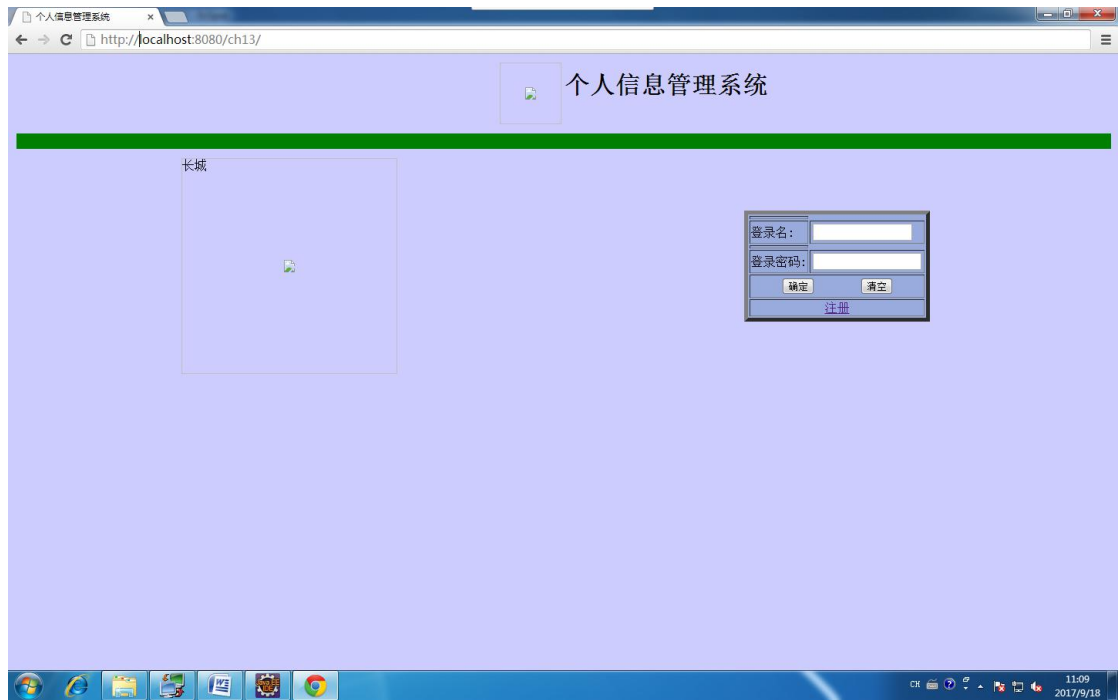 个人信息管理系统
http://localhost:8080/ch13/
个人信息管理系统
长城
登录名:
登录密码:
确定 清空
注册
CH
11:09
2017/9/18